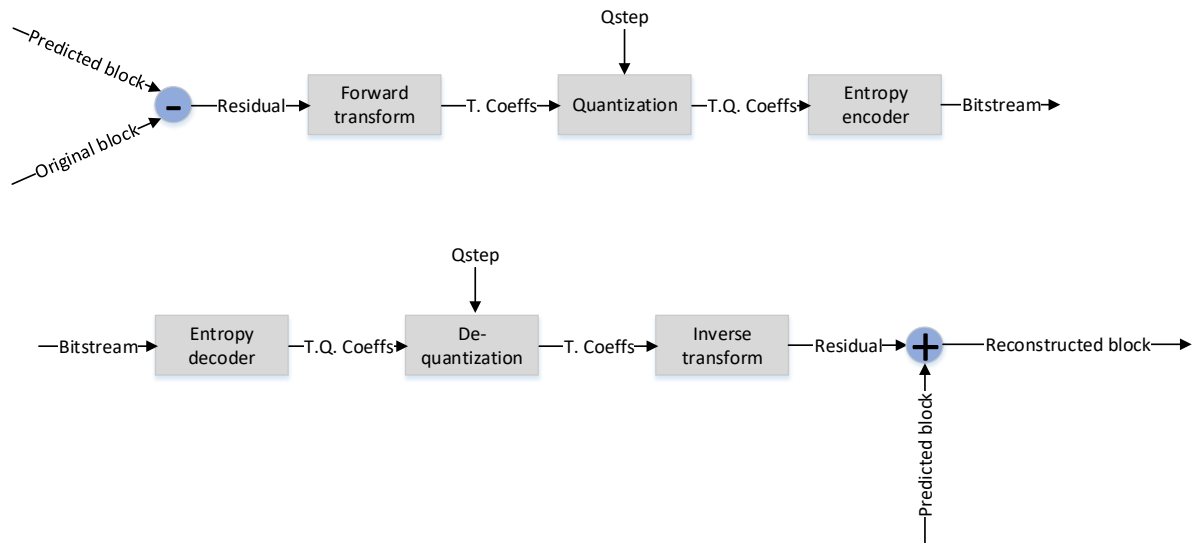 Qstep
Predicted block
Original block
-
Residual
Forward
transform
T. Coeffs
Quantization
T.Q. Coeffs
Entropy
encoder
Bitstream
Qstep
Bitstream
Entropy
decoder
T.Q. Coeffs
De-
quantization
T. Coeffs
Inverse
transform
Residual
+
Reconstructed block
Predicted block